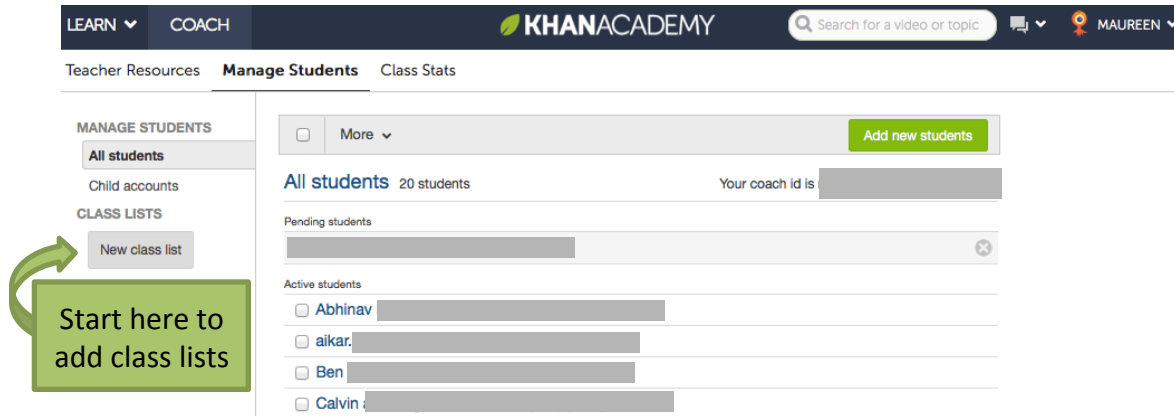 LEARN COACH KHANACADEMY Search for a video or topic MAUREEN
Teacher Resources Manage Students Class Stats
MANAGE STUDENTS
All students
Child accounts
CLASS LISTS
New class list
Start here to
add class lists
More Add new students
All students 20 students Your coach id is
Pending students
Active students
Abhinav
aikar.
Ben
Calvin